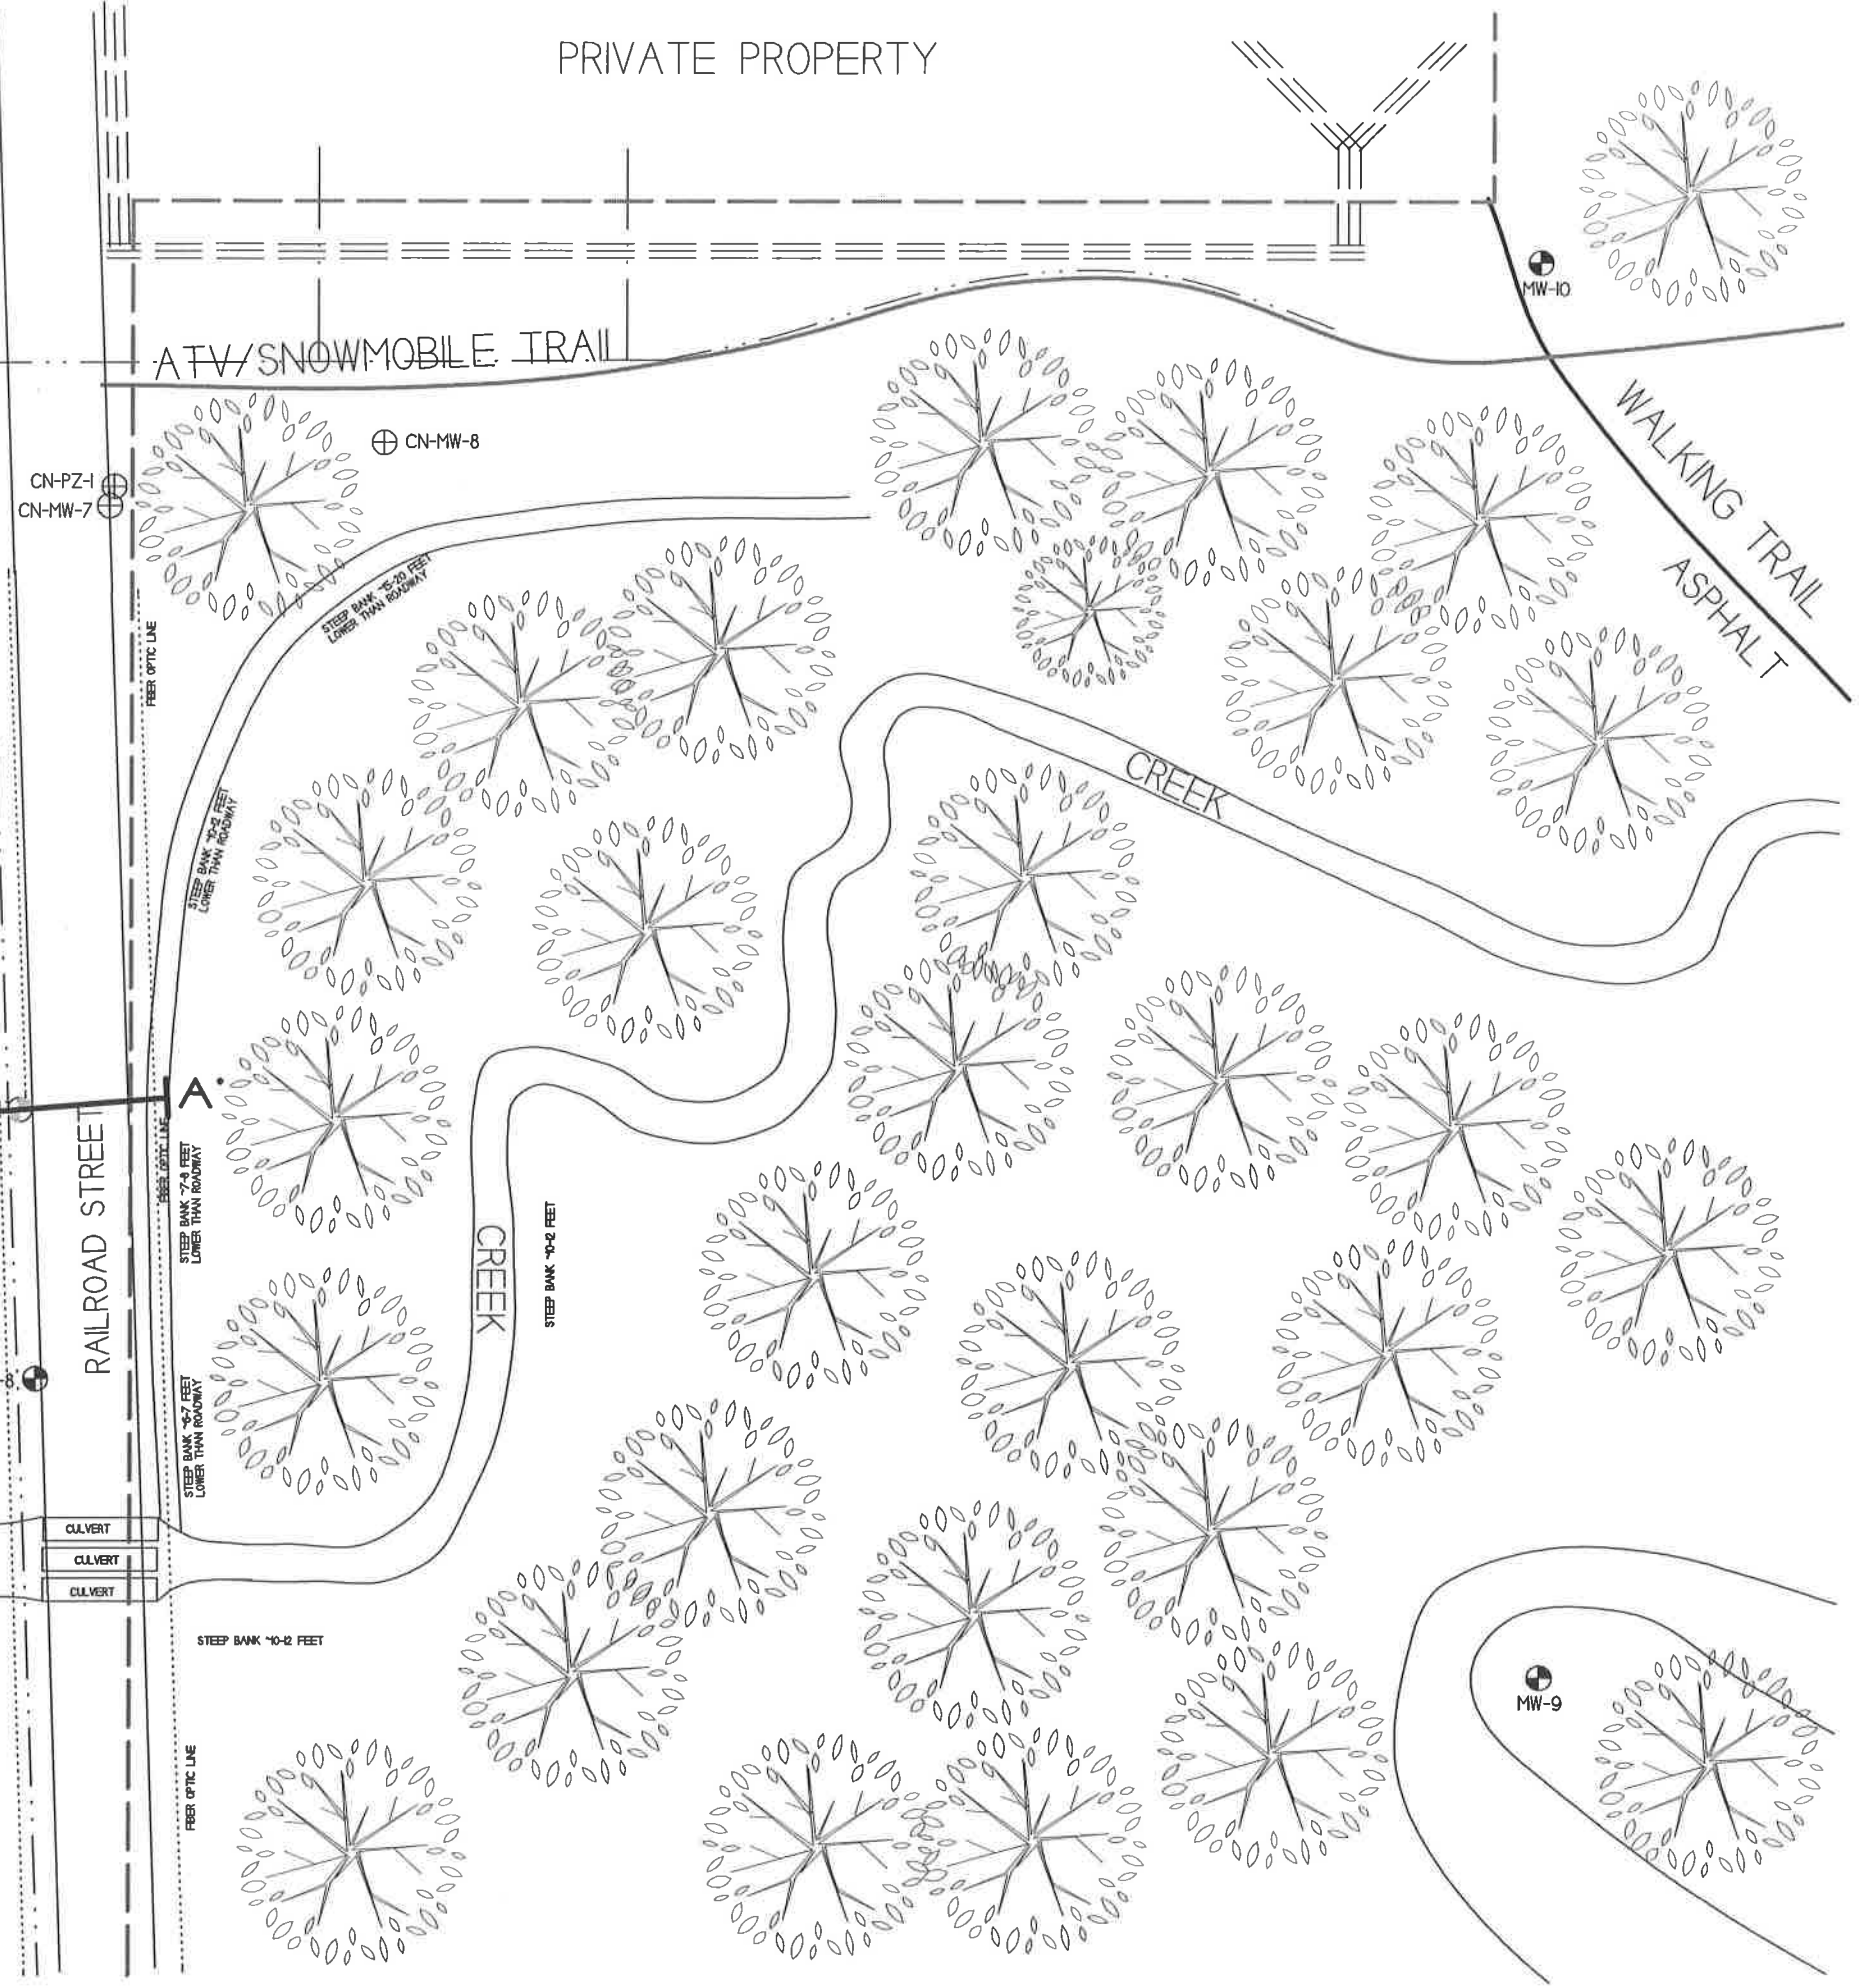 PRIVATE PROPERTY
MW-10
ATV/SNOWMOBILE TRAIL
CN-MW-8
CN-PZ-1
CN-MW-7
WALKING TRAIL
ASPHALT
STEEP BANK ~15-20 FEET
LOWER THAN ROADWAY
FIBER OPTIC LINE
CREEK
STEEP BANK ~10-12 FEET
LOWER THAN ROADWAY
A'
RAILROAD STREET
FIBER OPTIC LINE
STEEP BANK ~7-8 FEET
LOWER THAN ROADWAY
CREEK
STEEP BANK ~10-12 FEET
-8
STEEP BANK ~6-7 FEET
LOWER THAN ROADWAY
CULVERT
CULVERT
CULVERT
STEEP BANK ~10-12 FEET
MW-9
FIBER OPTIC LINE